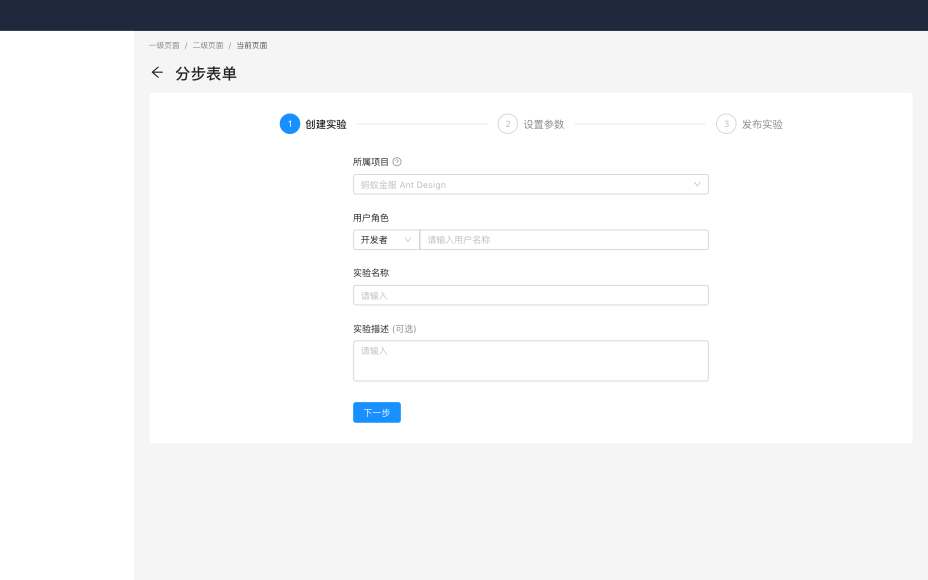 一级页面 / 二级页面 / 当前页面
分步表单
1 创建实验 2 设置参数 3 发布实验
所属项目
蚂蚁金服 Ant Design
用户角色
开发者 请输入用户名称
实验名称
请输入
实验描述 (可选)
请输入
下一步